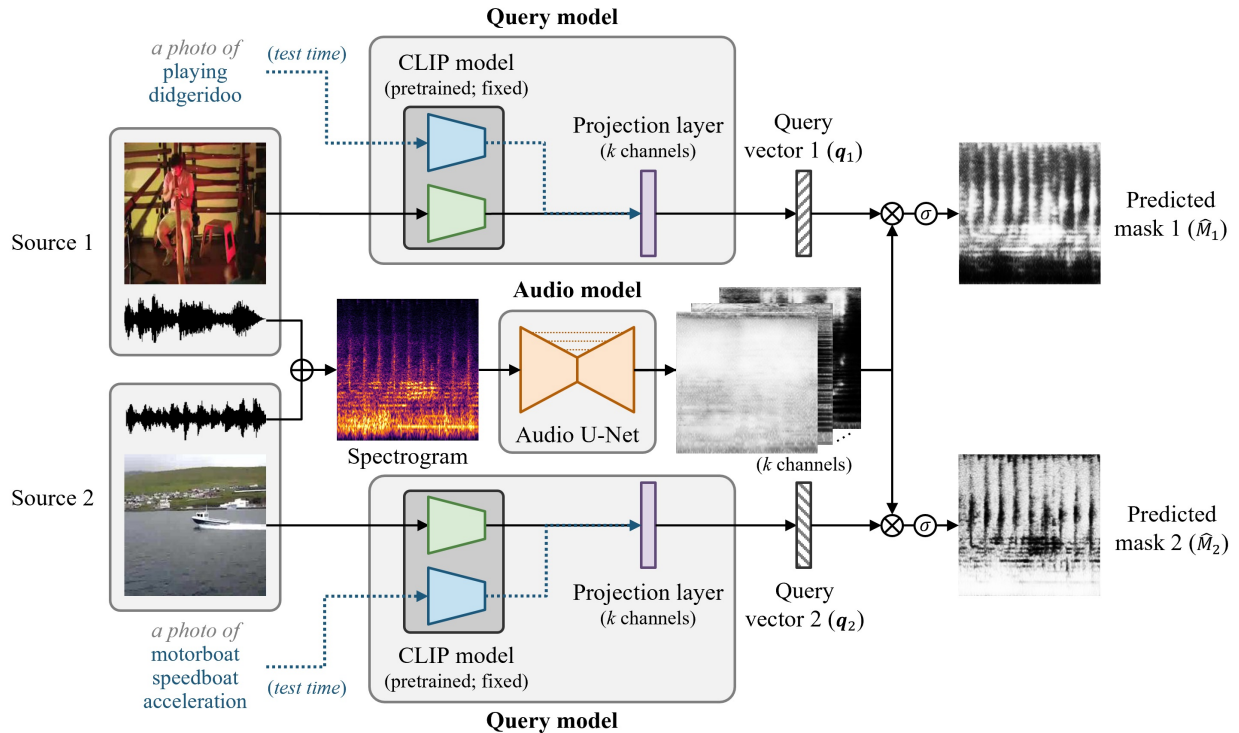 Query model
a photo of
playing
didgeridoo
(test time)
CLIP model
(pretrained; fixed)
Projection layer
(k channels)
Query
vector 1 (q₁)
σ
Predicted
mask 1 (M̂₁)
Source 1
Audio model
Spectrogram
Audio U-Net
...
(k channels)
Source 2
σ
Predicted
mask 2 (M̂₂)
Projection layer
(k channels)
Query
vector 2 (q₂)
a photo of
motorboat
speedboat
acceleration
(test time)
CLIP model
(pretrained; fixed)
Query model